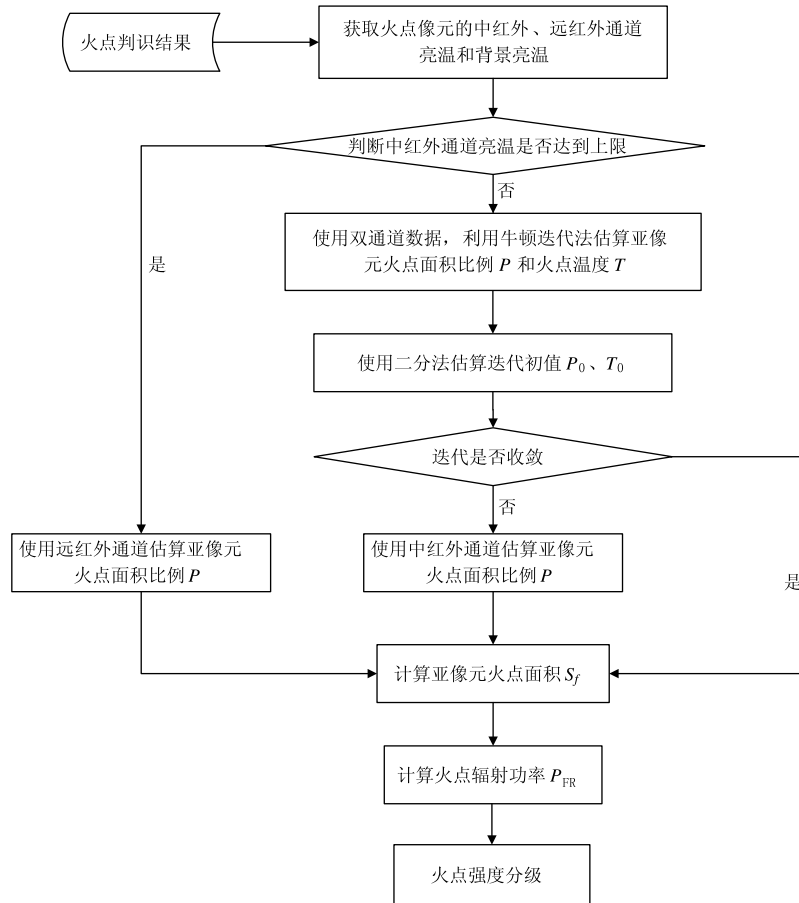 火点判识结果
获取火点像元的中红外、远红外通道
亮温和背景亮温
判断中红外通道亮温是否达到上限
否
是
使用双通道数据，利用牛顿迭代法估算亚像
元火点面积比例 P 和火点温度 T
使用二分法估算迭代初值 P₀、T₀
迭代是否收敛
否
是
使用远红外通道估算亚像元
火点面积比例 P
使用中红外通道估算亚像元
火点面积比例 P
计算亚像元火点面积 S_f
计算火点辐射功率 P_FR
火点强度分级